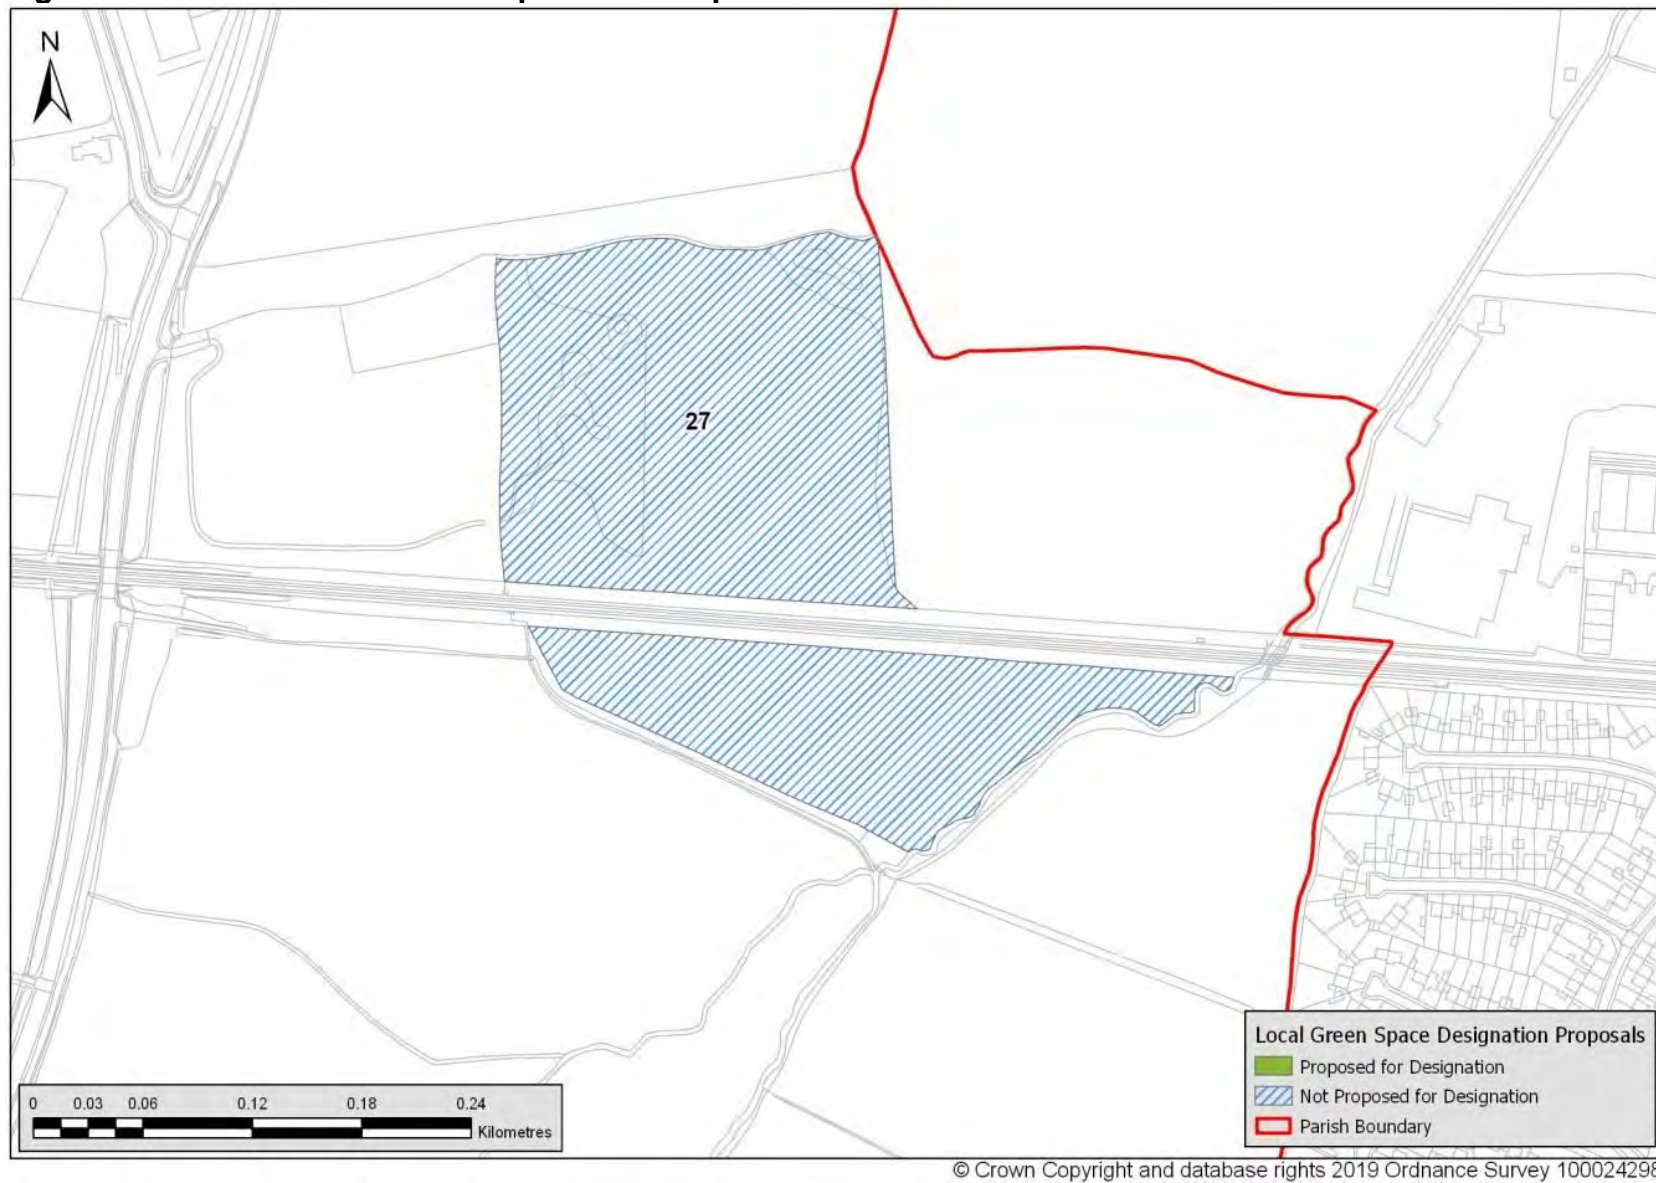 N
27
Local Green Space Designation Proposals
Proposed for Designation
Not Proposed for Designation
Parish Boundary
0 0.03 0.06 0.12 0.18 0.24
Kilometres
© Crown Copyright and database rights 2019 Ordnance Survey 100024298